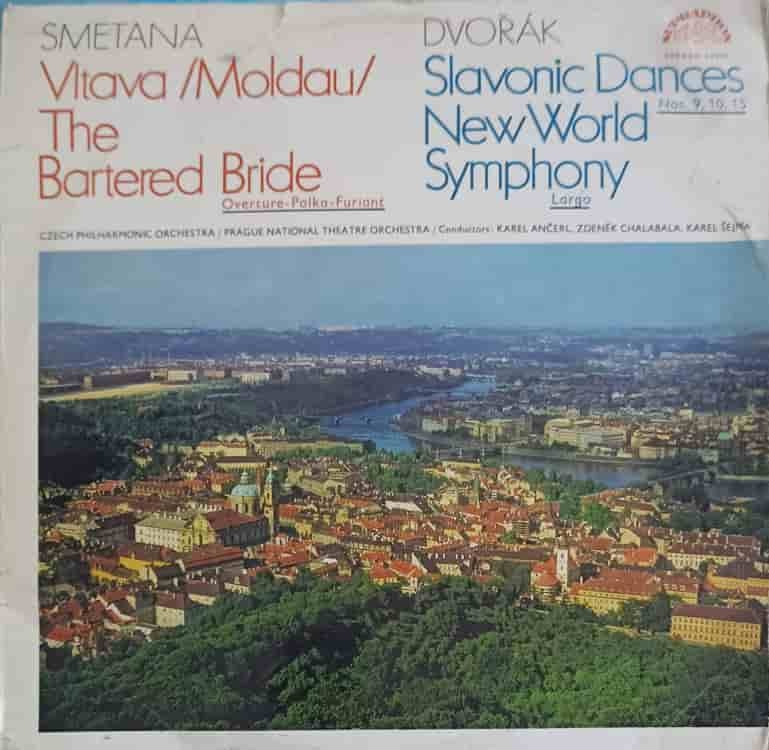 SMETANA
Vltava /Moldau/
The
Bartered Bride
Overture-Polka-Furiant
DVOŘÁK
Slavonic Dances
Nos. 9, 10, 15
New World
Symphony
Largo
SUPRAPHON
CZECH PHILHARMONIC ORCHESTRA / PRAGUE NATIONAL THEATRE ORCHESTRA / Conductors: KAREL ANČERL, ZDENĚK CHALABALA, KAREL ŠEJNA